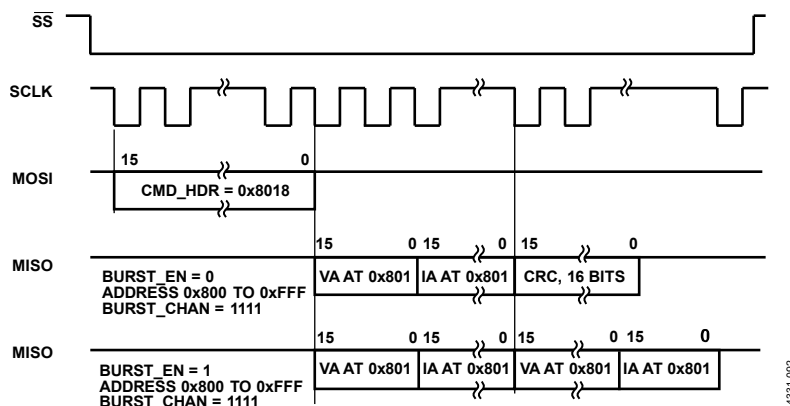 SS
SCLK
15 0
MOSI
CMD_HDR = 0x8018
15 0 15 0 15 0
MISO
BURST_EN = 0
ADDRESS 0x800 TO 0xFFF
BURST_CHAN = 1111
VA AT 0x801 IA AT 0x801 CRC, 16 BITS
15 0 15 0 15 0 15 0
MISO
BURST_EN = 1
ADDRESS 0x800 TO 0xFFF
BURST_CHAN = 1111
VA AT 0x801 IA AT 0x801 VA AT 0x801 IA AT 0x801